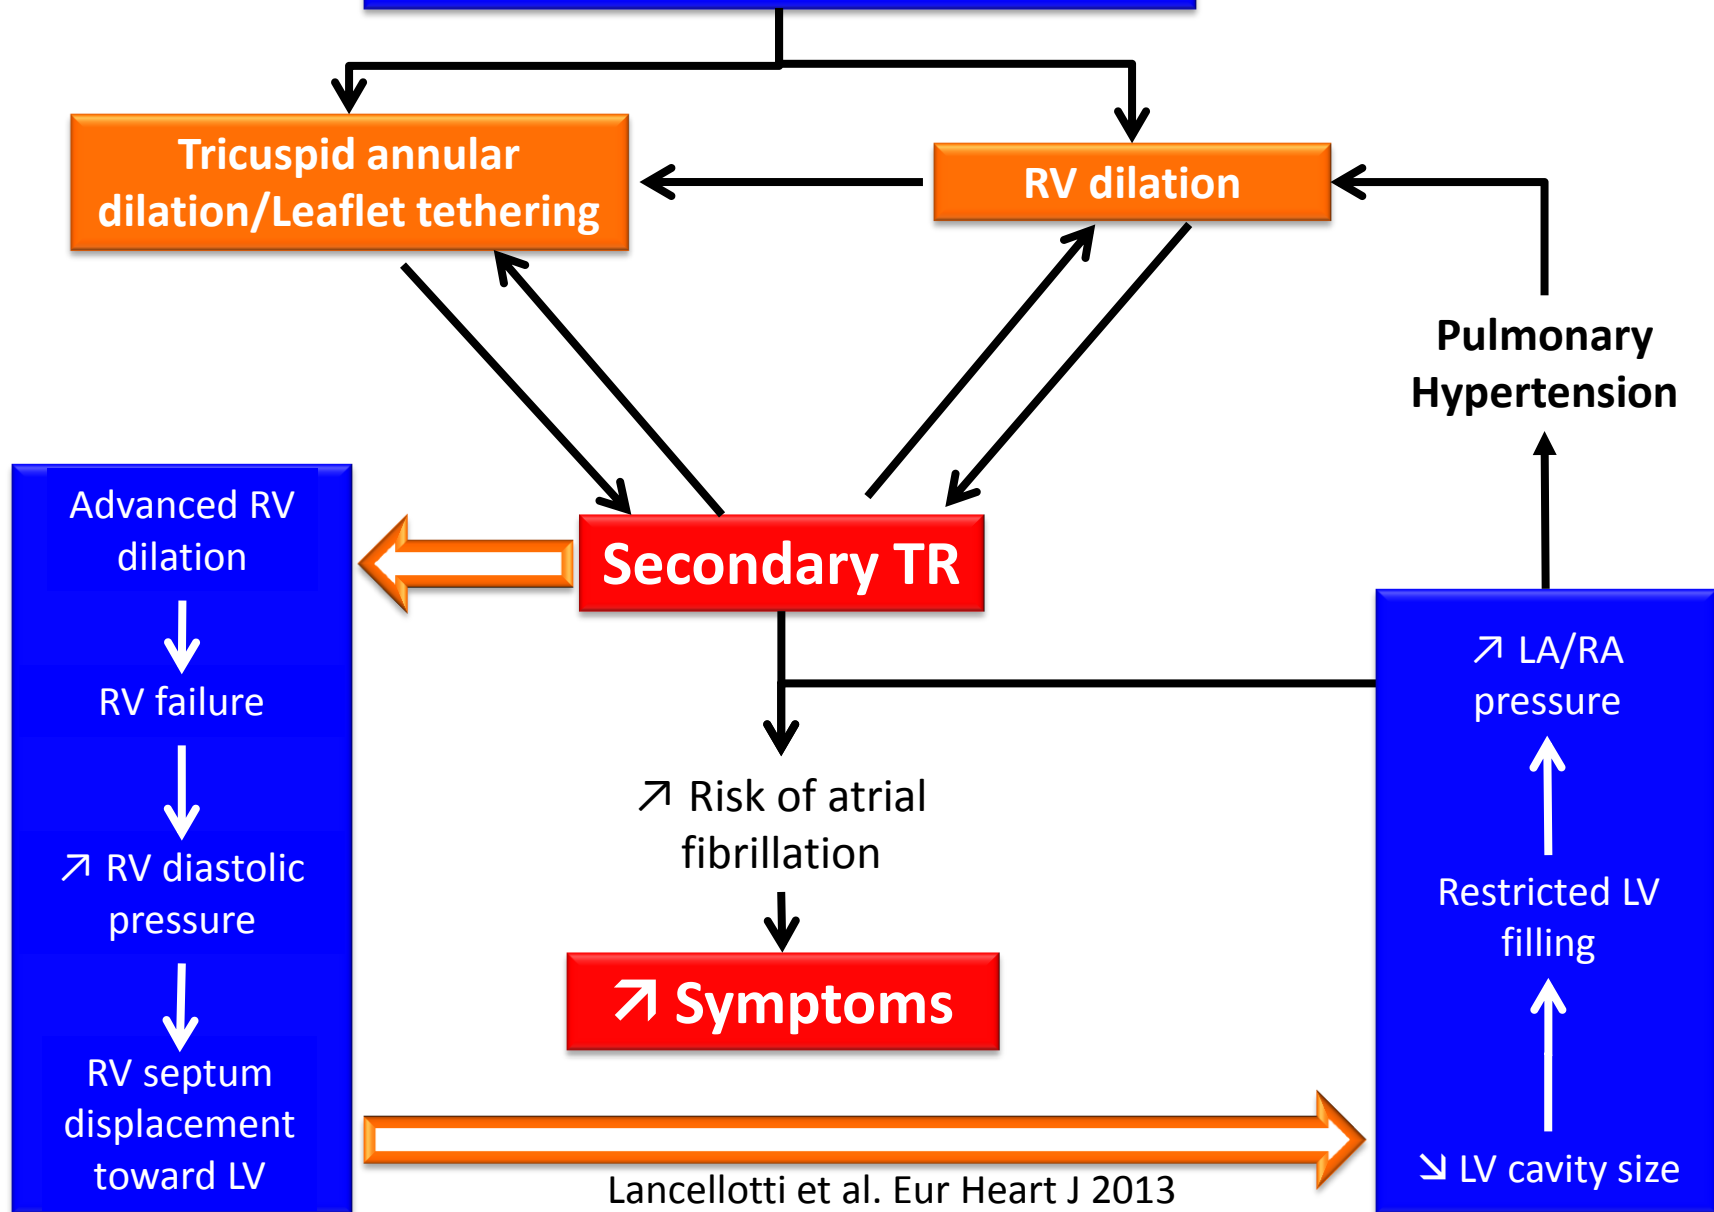 Tricuspid annular
dilation/Leaflet tethering
RV dilation
Pulmonary
Hypertension
Advanced RV
dilation
RV failure
↗ RV diastolic
pressure
RV septum
displacement
toward LV
Secondary TR
↗ Risk of atrial
fibrillation
↗ Symptoms
↗ LA/RA
pressure
Restricted LV
filling
↘ LV cavity size
Lancellotti et al. Eur Heart J 2013